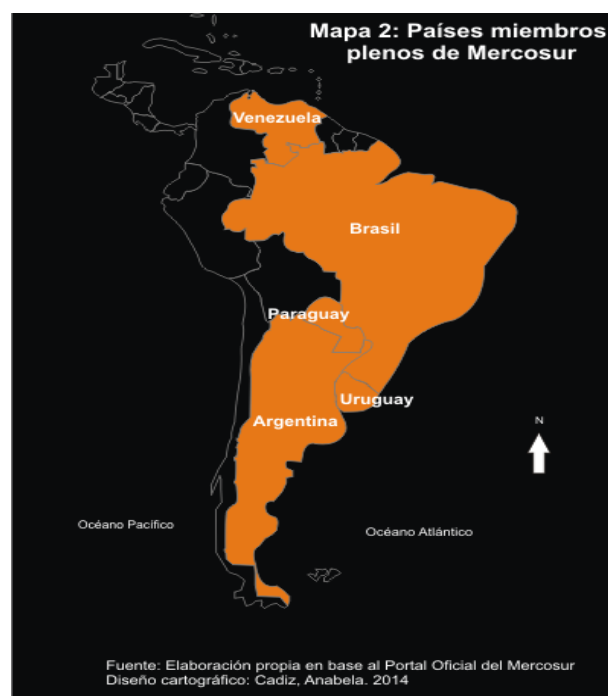 Mapa 2: Países miembros
plenos de Mercosur
Venezuela
Brasil
Paraguay
Uruguay
Argentina
N
Océano Pacífico
Océano Atlántico
Fuente: Elaboración propia en base al Portal Oficial del Mercosur
Diseño cartográfico: Cadiz, Anabela. 2014